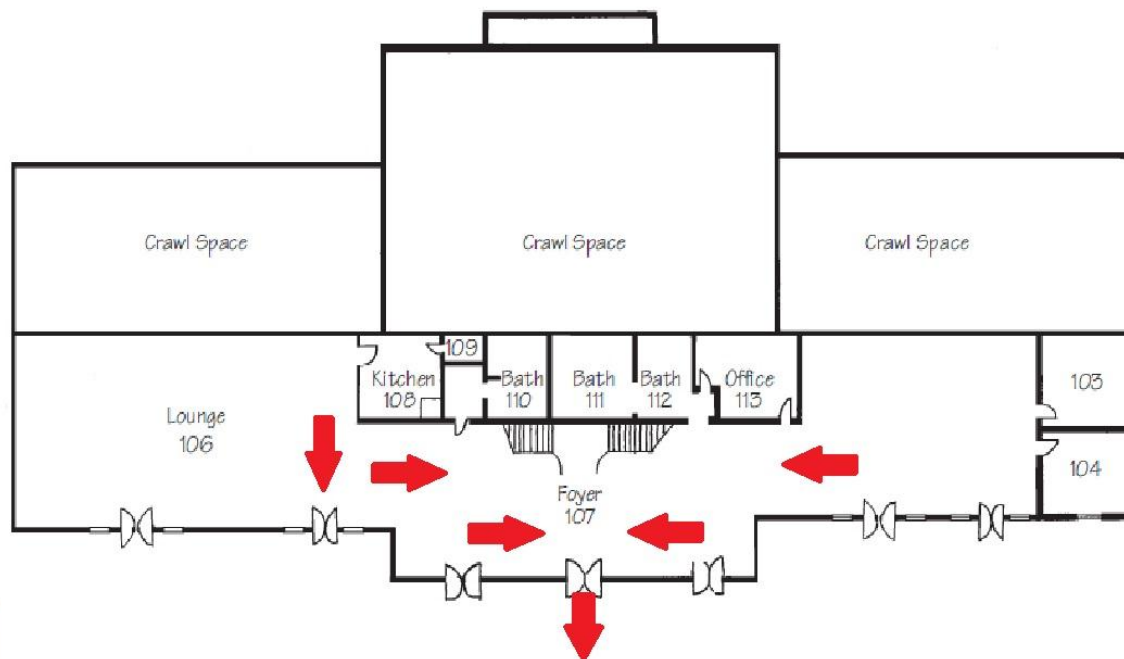 Crawl Space
Crawl Space
Crawl Space
109
Kitchen
108
Bath
110
Bath
111
Bath
112
Office
113
103
Lounge
106
104
Foyer
107